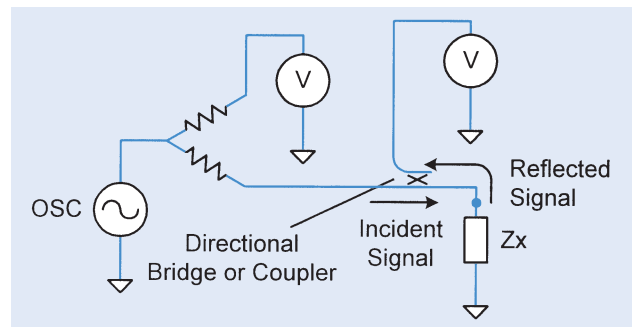 V
V
OSC
Reflected
Signal
Incident
Signal
Directional
Bridge or Coupler
Zx